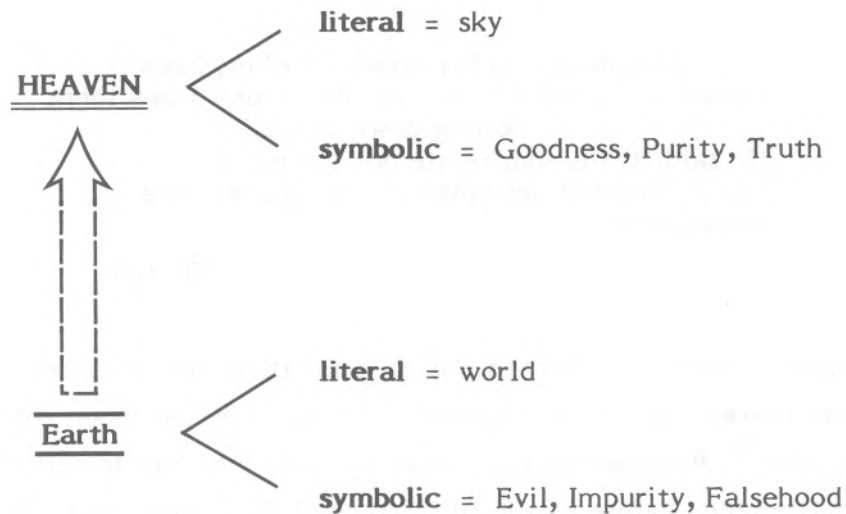 literal = sky
HEAVEN
symbolic = Goodness, Purity, Truth
literal = world
Earth
symbolic = Evil, Impurity, Falsehood